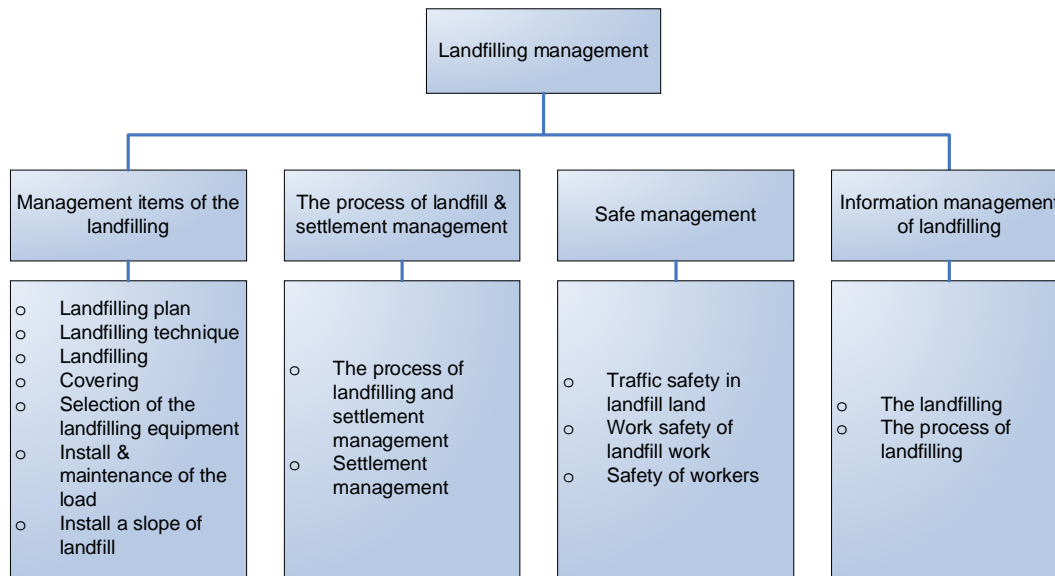 Landfilling management
Management items of the
landfilling
The process of landfill &
settlement management
Safe management
Information management
of landfilling
o Landfilling plan
o Landfilling technique
o Landfilling
o Covering
o Selection of the
landfilling equipment
o Install &
maintenance of the
load
o Install a slope of
landfill
o The process of
landfilling and
settlement
management
o Settlement
management
o Traffic safety in
landfill land
o Work safety of
landfill work
o Safety of workers
o The landfilling
o The process of
landfilling